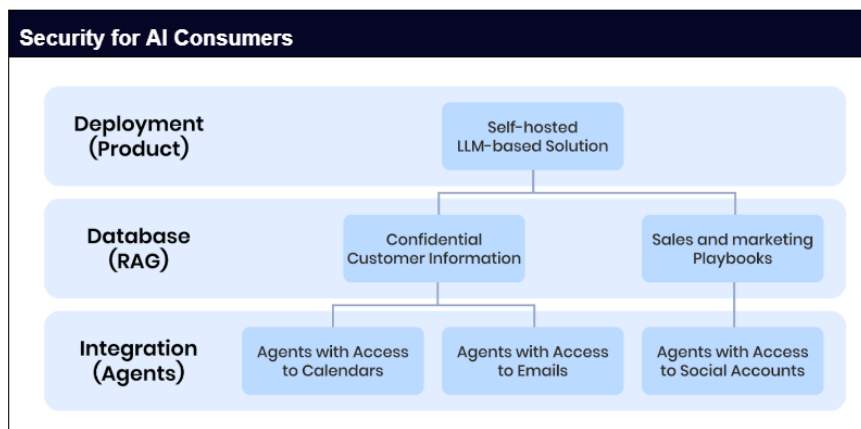 Security for AI Consumers
Deployment
(Product)
Self-hosted
LLM-based Solution
Database
(RAG)
Confidential
Customer Information
Sales and marketing
Playbooks
Integration
(Agents)
Agents with Access
to Calendars
Agents with Access
to Emails
Agents with Access
to Social Accounts